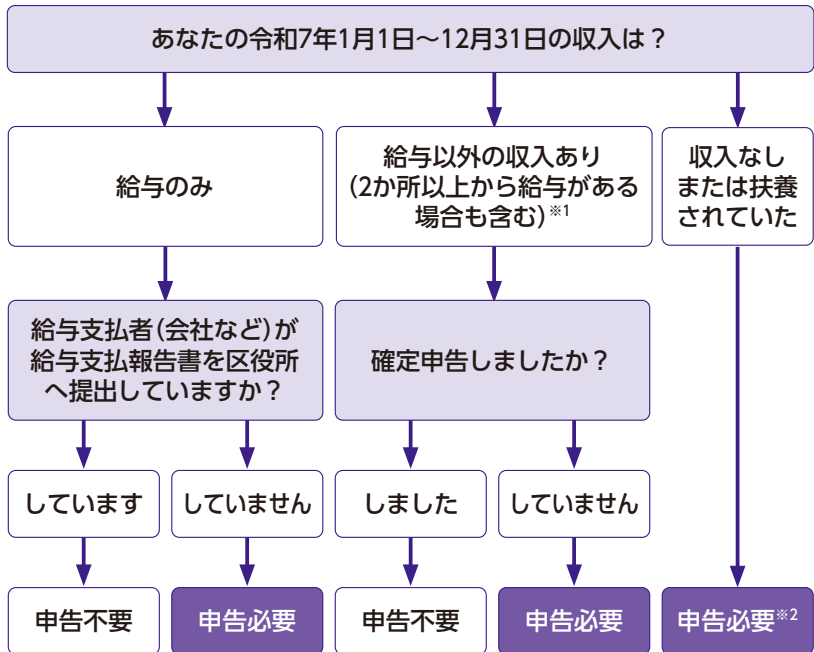 あなたの令和7年1月1日〜12月31日の収入は？
給与のみ
給与以外の収入あり
（2か所以上から給与がある
場合も含む）※1
収入なし
または扶養
されていた
給与支払者（会社など）が
給与支払報告書を区役所
へ提出していますか？
確定申告しましたか？
しています
していません
しました
していません
申告不要
申告必要
申告不要
申告必要
申告必要※2